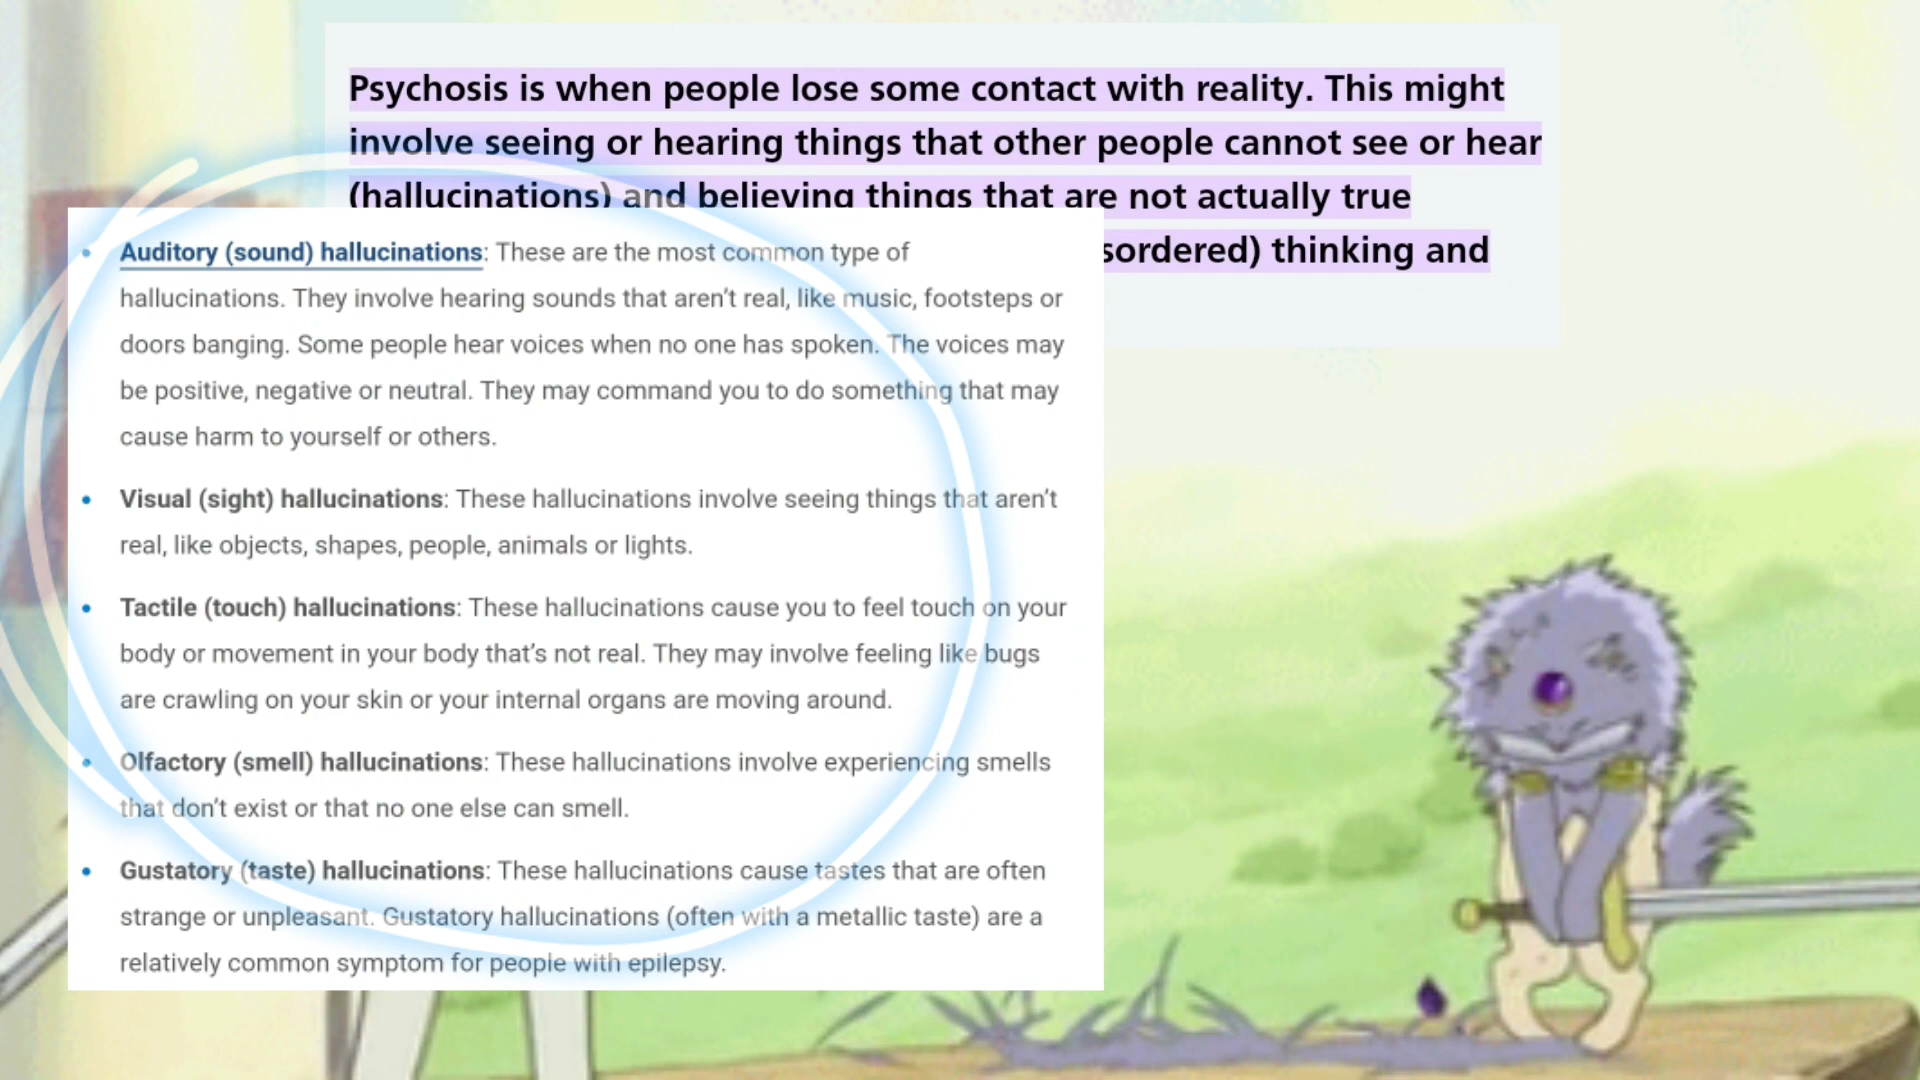 Psychosis is when people lose some contact with reality. This might
involve seeing or hearing things that other people cannot see or hear
(hallucinations) and believing things that are not actually true
sordered) thinking and
Auditory (sound) hallucinations: These are the most common type of
hallucinations. They involve hearing sounds that aren’t real, like music, footsteps or
doors banging. Some people hear voices when no one has spoken. The voices may
be positive, negative or neutral. They may command you to do something that may
cause harm to yourself or others.
Visual (sight) hallucinations: These hallucinations involve seeing things that aren’t
real, like objects, shapes, people, animals or lights.
Tactile (touch) hallucinations: These hallucinations cause you to feel touch on your
body or movement in your body that’s not real. They may involve feeling like bugs
are crawling on your skin or your internal organs are moving around.
Olfactory (smell) hallucinations: These hallucinations involve experiencing smells
that don’t exist or that no one else can smell.
Gustatory (taste) hallucinations: These hallucinations cause tastes that are often
strange or unpleasant. Gustatory hallucinations (often with a metallic taste) are a
relatively common symptom for people with epilepsy.